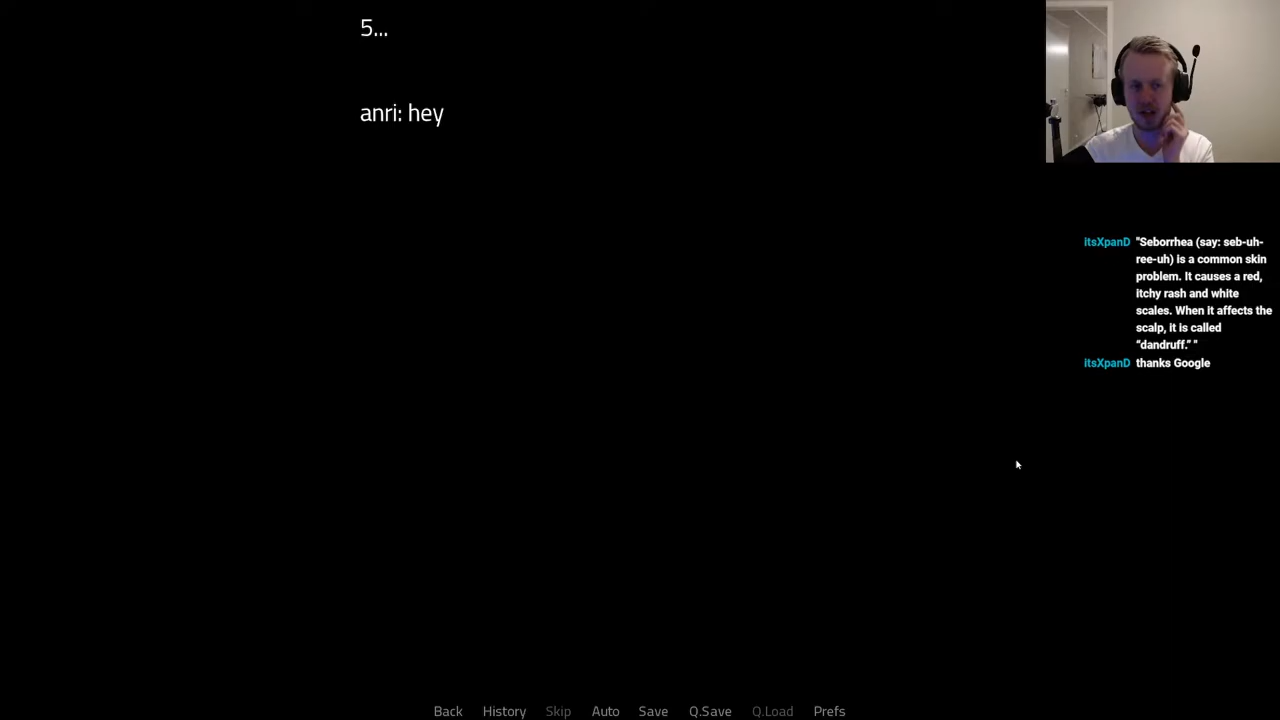 5...
anri: hey
itsXpanD "Seborrhea (say: seb-uh-
ree-uh) is a common skin
problem. It causes a red,
itchy rash and white
scales. When it affects the
scalp, it is called
“dandruff.” "
itsXpanD thanks Google
Back History Skip Auto Save Q.Save Q.Load Prefs